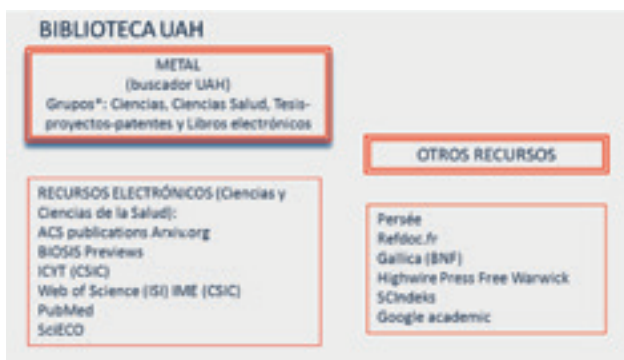 BIBLIOTECA UAH
METAL
(buscador UAH)
Grupos*: Ciencias, Ciencias Salud, Tesis-
proyectos-patentes y Libros electrónicos
RECURSOS ELECTRÓNICOS (Ciencias y
Ciencias de la Salud):
ACS publications Arxiv.org
BIOSIS Previews
ICYT (CSIC)
Web of Science (ISI) IME (CSIC)
PubMed
SciECO
OTROS RECURSOS
Persée
Refdoc.fr
Gallica (BNF)
Highwire Press Free Warwick
SCIndeks
Google academic